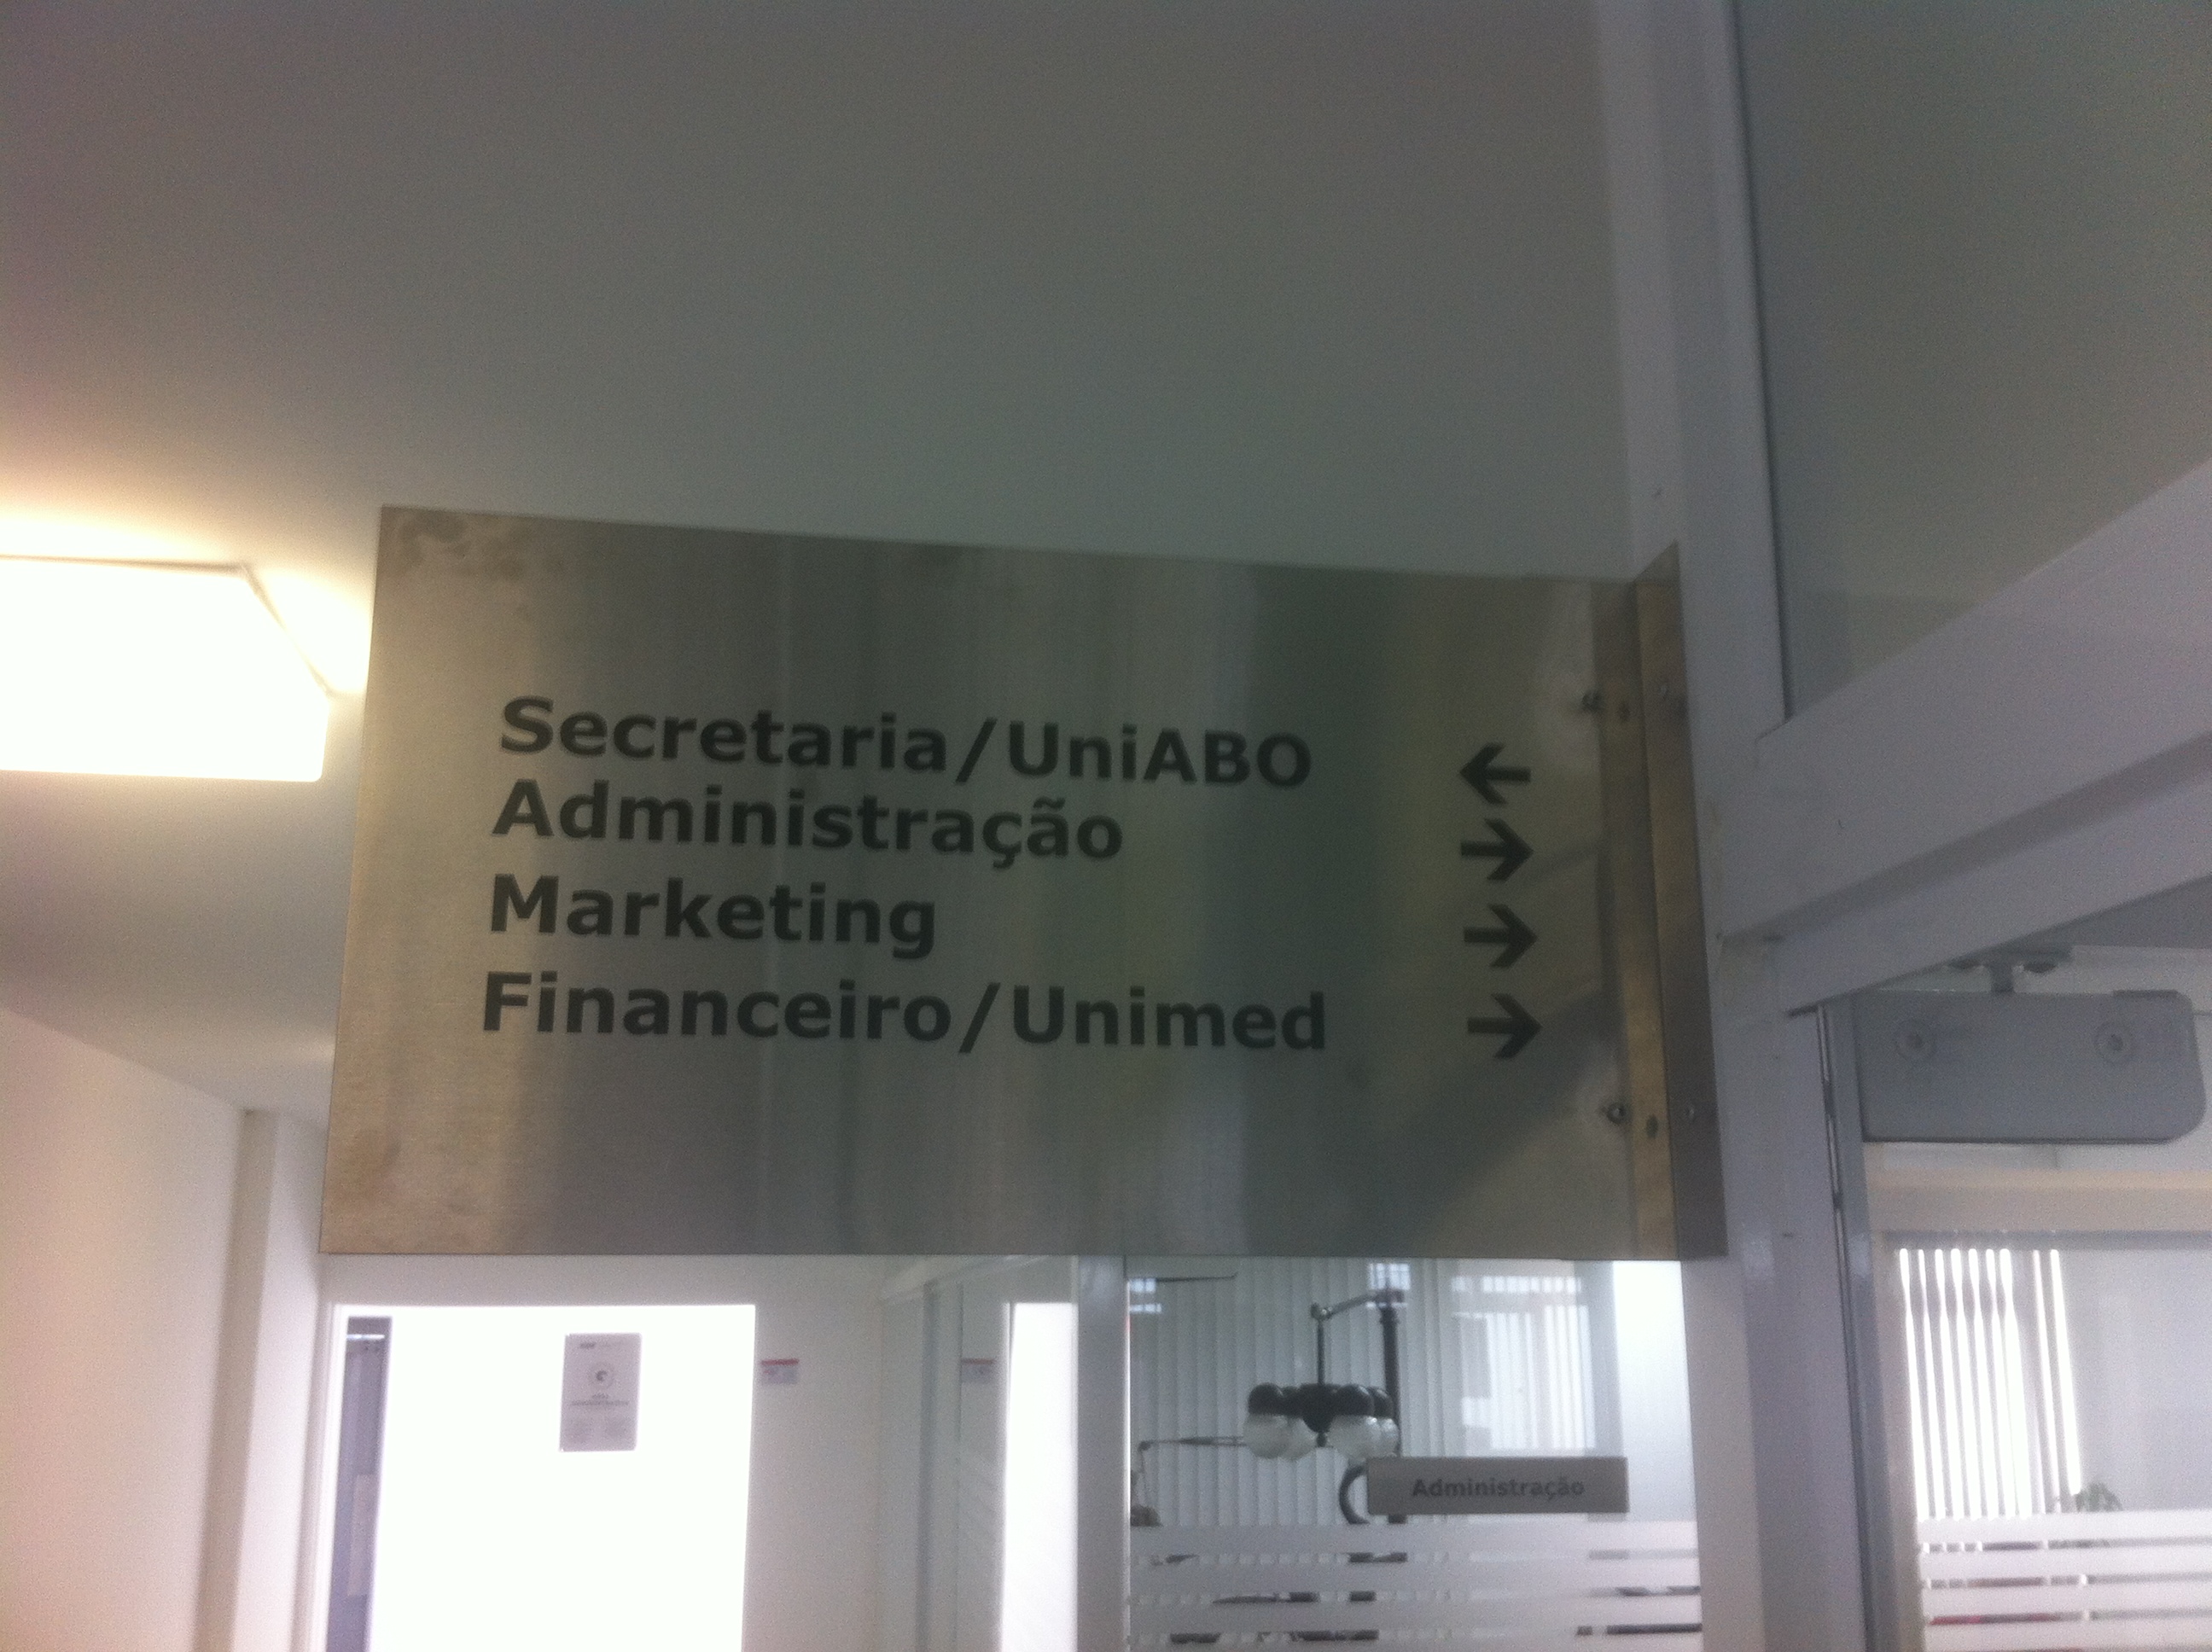 Secretaria/UniABO ←
Administração →
Marketing →
Financeiro/Unimed →
Administração